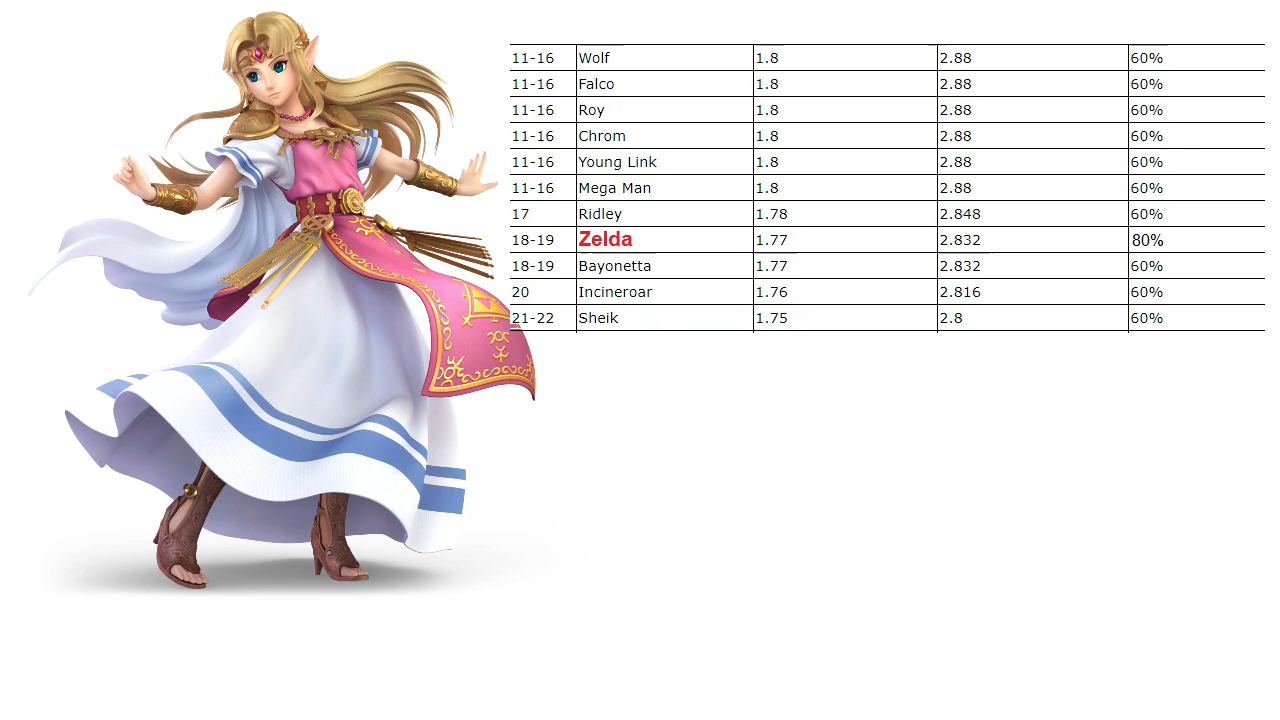 11-16 Wolf 1.8 2.88 60%
11-16 Falco 1.8 2.88 60%
11-16 Roy 1.8 2.88 60%
11-16 Chrom 1.8 2.88 60%
11-16 Young Link 1.8 2.88 60%
11-16 Mega Man 1.8 2.88 60%
17 Ridley 1.78 2.848 60%
18-19 Zelda 1.77 2.832 80%
18-19 Bayonetta 1.77 2.832 60%
20 Incineroar 1.76 2.816 60%
21-22 Sheik 1.75 2.8 60%